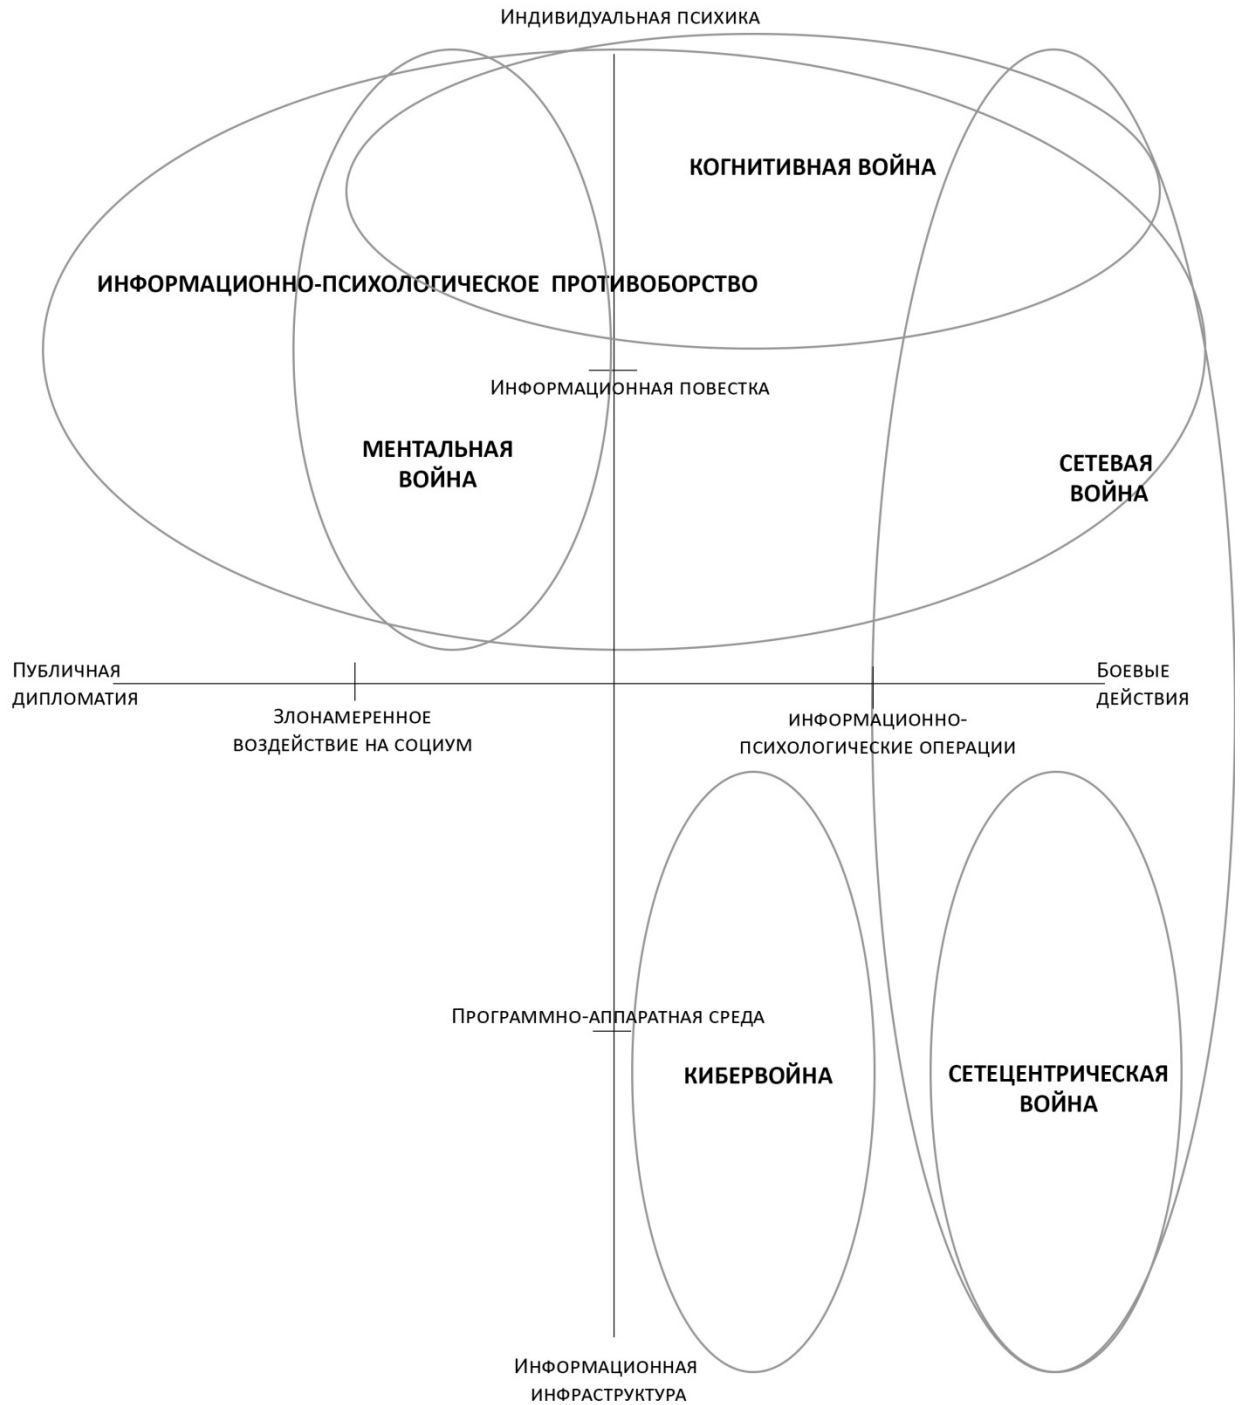 Индивидуальная психика
КОГНИТИВНАЯ ВОЙНА
ИНФОРМАЦИОННО-ПСИХОЛОГИЧЕСКОЕ ПРОТИВОБОРСТВО
Информационная повестка
МЕНТАЛЬНАЯ
ВОЙНА
СЕТЕВАЯ
ВОЙНА
Публичная
дипломатия
Злонамеренное
воздействие на социум
информационно-
психологические операции
Боевые
действия
Программно-аппаратная среда
КИБЕРВОЙНА
СЕТЕЦЕНТРИЧЕСКАЯ
ВОЙНА
Информационная
инфраструктура